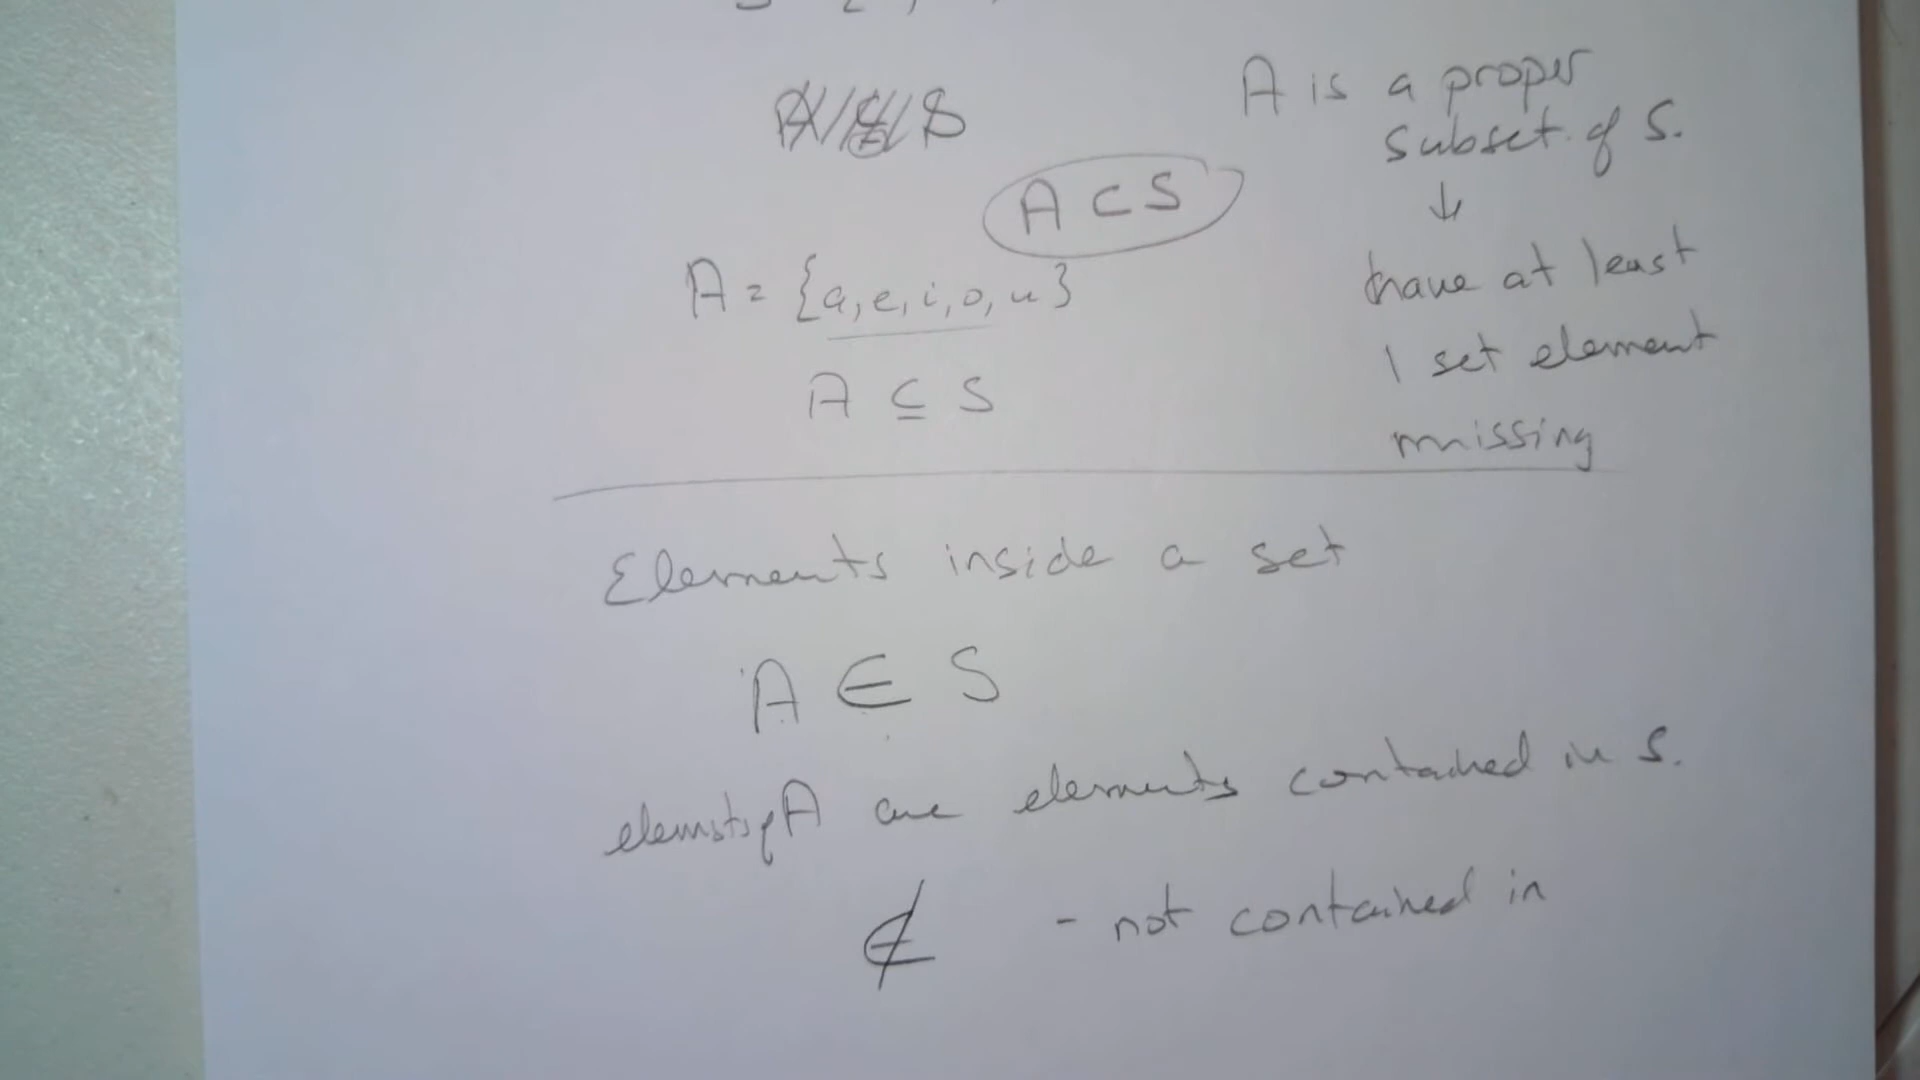 A is a proper
subset of S.
↓
A ⊂ S
have at least
1 set element
missing
A = {a, e, i, o, u}
A ⊆ S
Elements inside a set
A ∈ S
elemts of A are elements contained in S.
∉ - not contained in